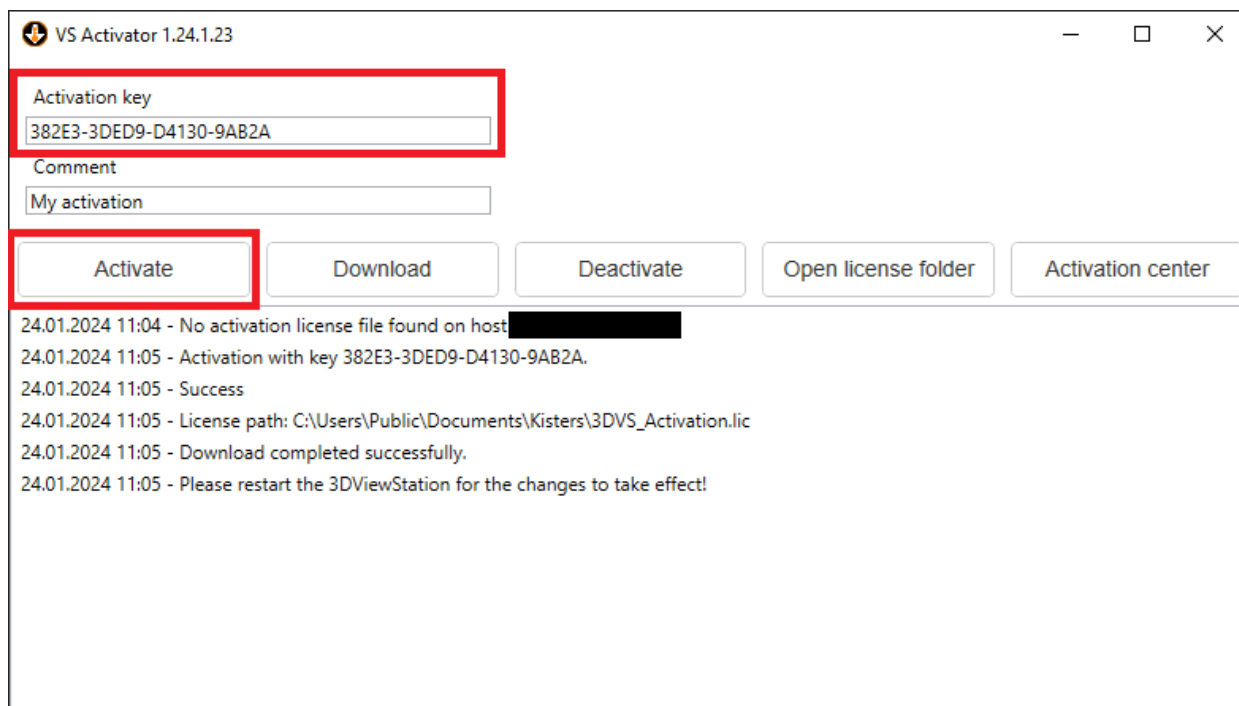 VS Activator 1.24.1.23
Activation key
382E3-3DED9-D4130-9AB2A
Comment
My activation
Activate Download Deactivate Open license folder Activation center
24.01.2024 11:04 - No activation license file found on host
24.01.2024 11:05 - Activation with key 382E3-3DED9-D4130-9AB2A.
24.01.2024 11:05 - Success
24.01.2024 11:05 - License path: C:\Users\Public\Documents\Kisters\3DVS_Activation.lic
24.01.2024 11:05 - Download completed successfully.
24.01.2024 11:05 - Please restart the 3DViewStation for the changes to take effect!